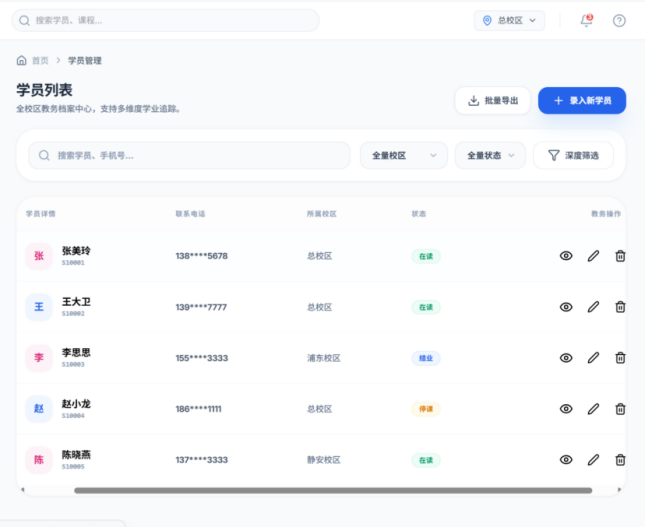 搜索学员、课程...
总校区
3
首页 > 学员管理
学员列表
全校区教务档案中心，支持多维度学业追踪。
批量导出
+ 录入新学员
搜索学员、手机号...
全量校区
全量状态
深度筛选
学员详情 联系电话 所属校区 状态 教务操作
张 张美玲 138****5678 总校区 在读
S10001
王 王大卫 139****7777 总校区 在读
S10002
李 李思思 155****3333 浦东校区 结业
S10003
赵 赵小龙 186****1111 总校区 停课
S10004
陈 陈晓燕 137****3333 静安校区 在读
S10005